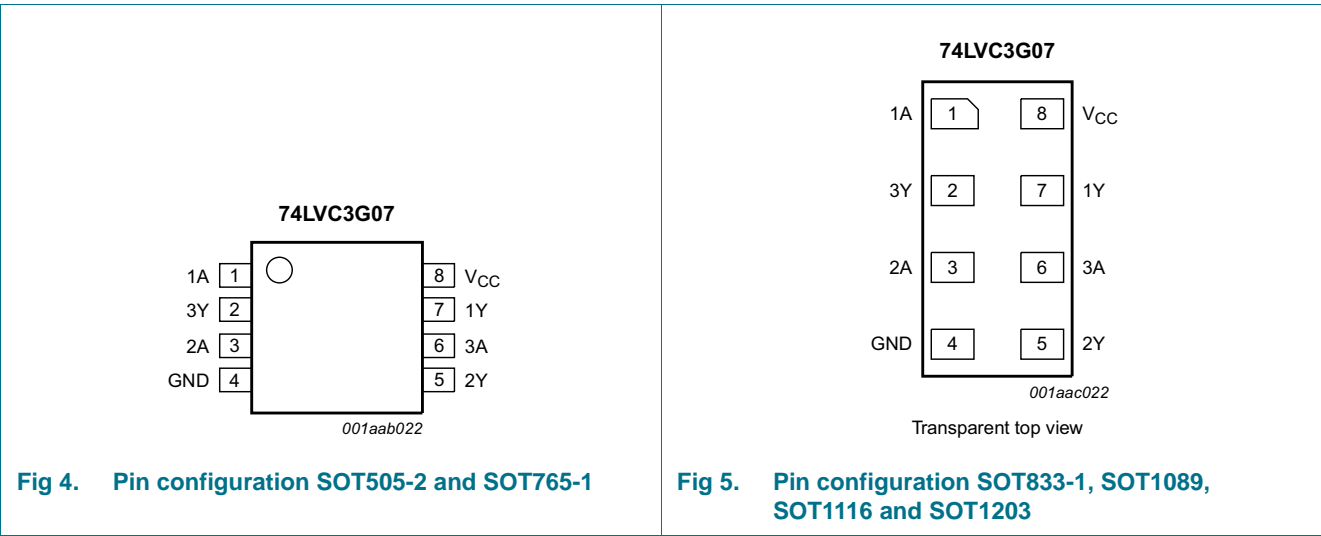 74LVC3G07
1A 1 8 VCC
3Y 2 7 1Y
2A 3 6 3A
GND 4 5 2Y
001aab022
Fig 4. Pin configuration SOT505-2 and SOT765-1
74LVC3G07
1A 1 8 VCC
3Y 2 7 1Y
2A 3 6 3A
GND 4 5 2Y
001aac022
Transparent top view
Fig 5. Pin configuration SOT833-1, SOT1089,
SOT1116 and SOT1203